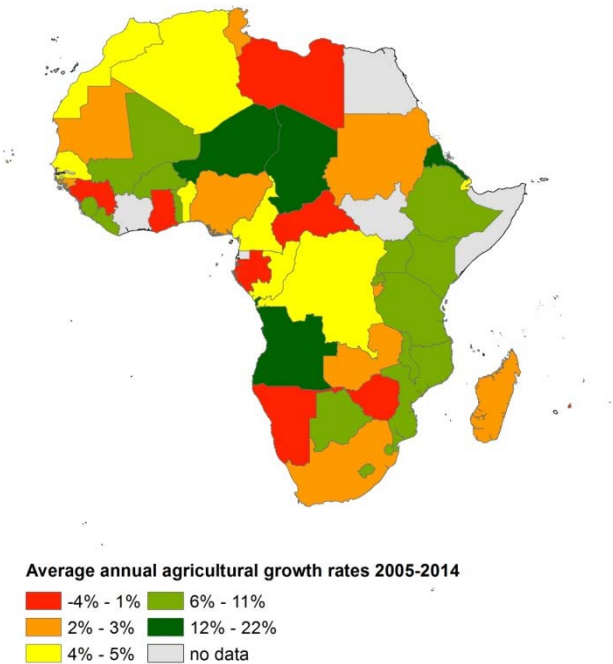 Average annual agricultural growth rates 2005-2014
-4% - 1% 6% - 11%
2% - 3% 12% - 22%
4% - 5% no data